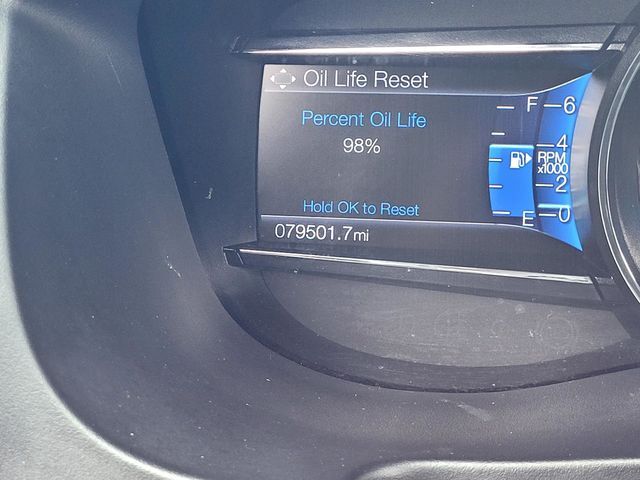 Oil Life Reset
Percent Oil Life
98%
Hold OK to Reset
079501.7mi
F
E
6
4
RPM
x1000
2
0